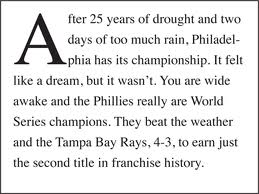 After 25 years of drought and two
days of too much rain, Philadel-
phia has its championship. It felt
like a dream, but it wasn't. You are wide
awake and the Phillies really are World
Series champions. They beat the weather
and the Tampa Bay Rays, 4-3, to earn just
the second title in franchise history.